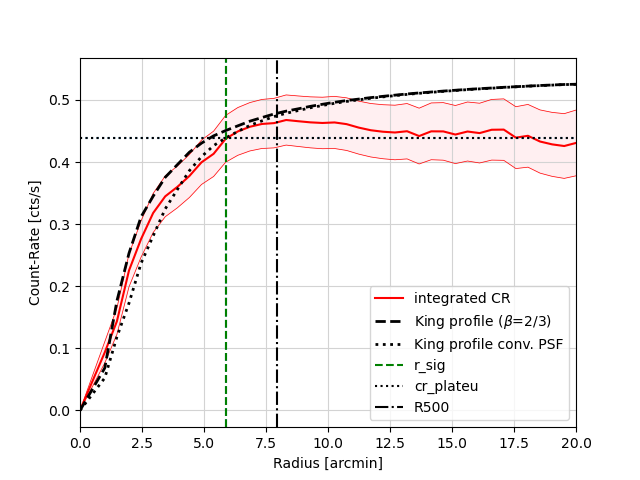 0.5
0.4
0.3
0.2
0.1
0.0
Count-Rate [cts/s]
integrated CR
King profile (β=2/3)
King profile conv. PSF
r_sig
cr_plateu
R500
0.0 2.5 5.0 7.5 10.0 12.5 15.0 17.5 20.0
Radius [arcmin]